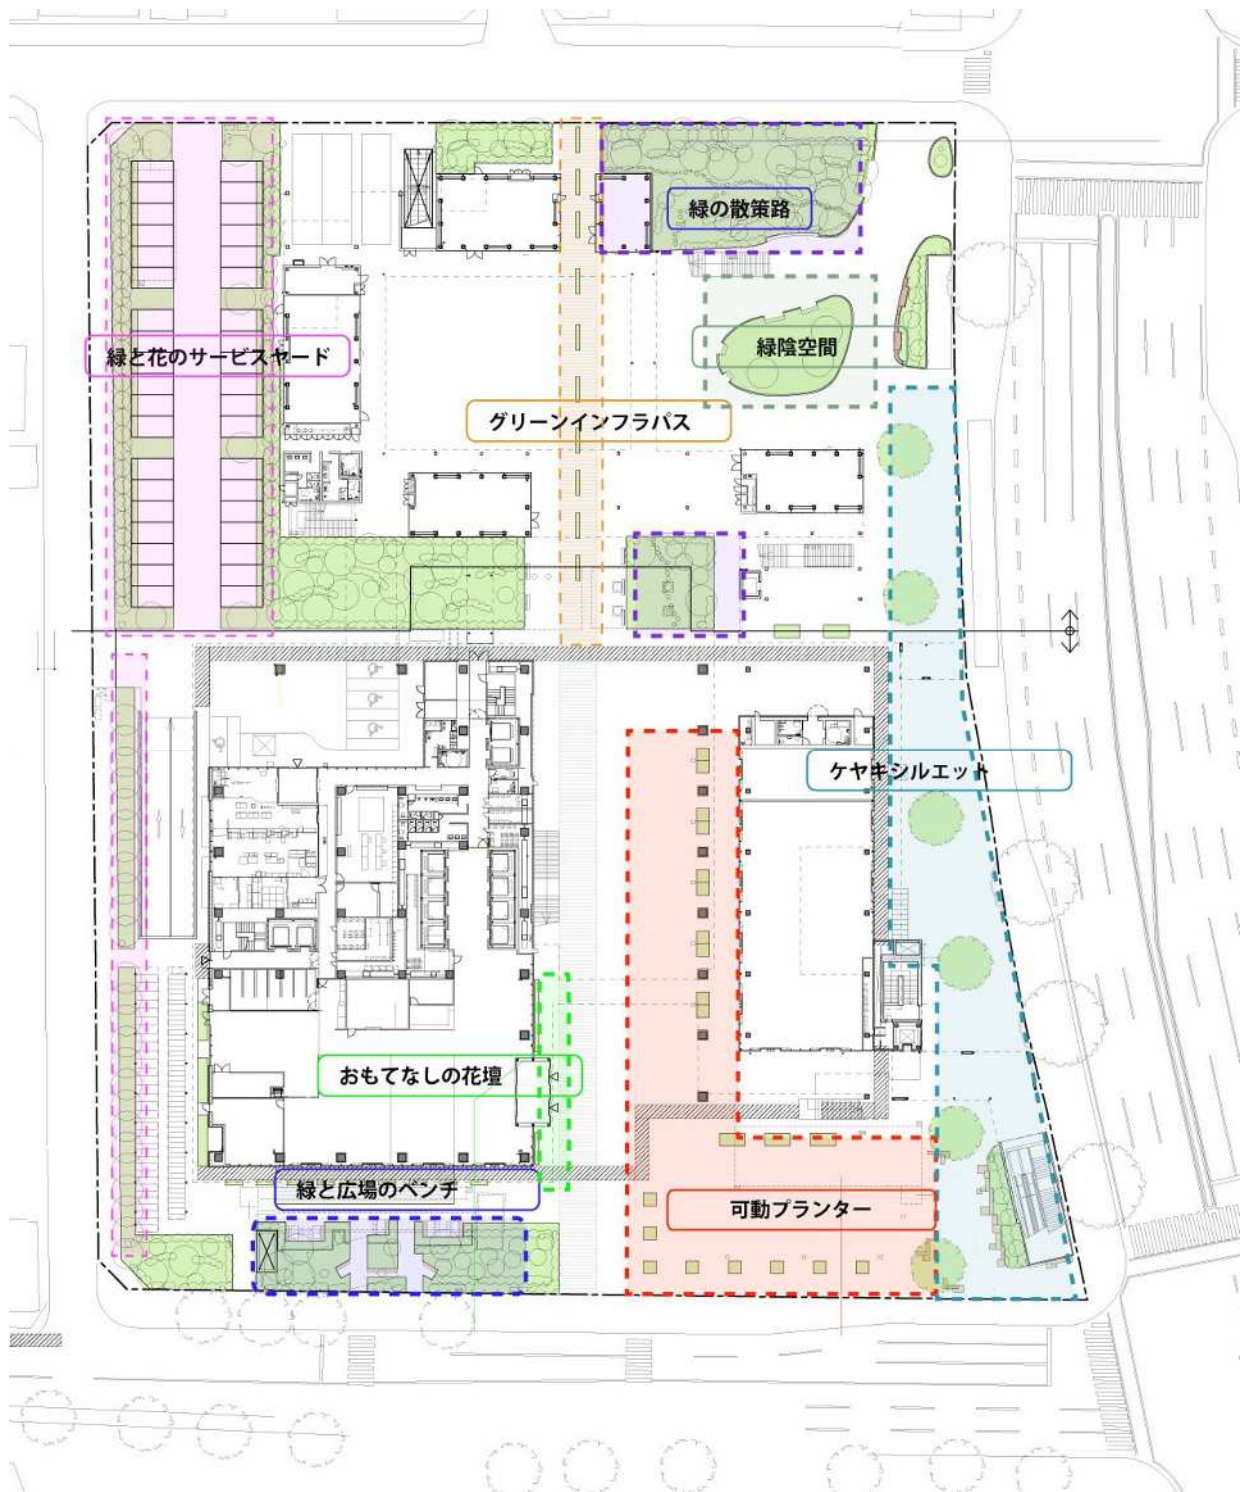 緑の散策路
緑と花のサービスヤード
緑陰空間
グリーンインフラパス
ケヤキシルエット
おもてなしの花壇
緑と広場のベンチ
可動プランター